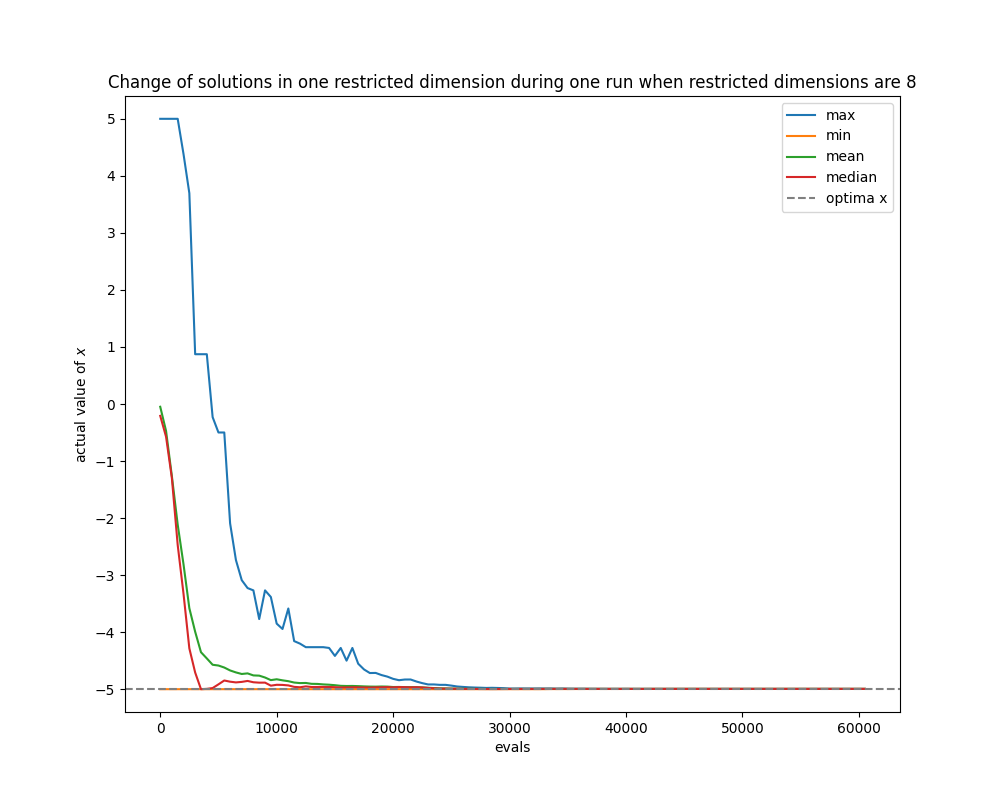 Change of solutions in one restricted dimension during one run when restricted dimensions are 8
max
min
mean
median
optima x
actual value of x
5
4
3
2
1
0
−1
−2
−3
−4
−5
0
10000
20000
30000
40000
50000
60000
evals